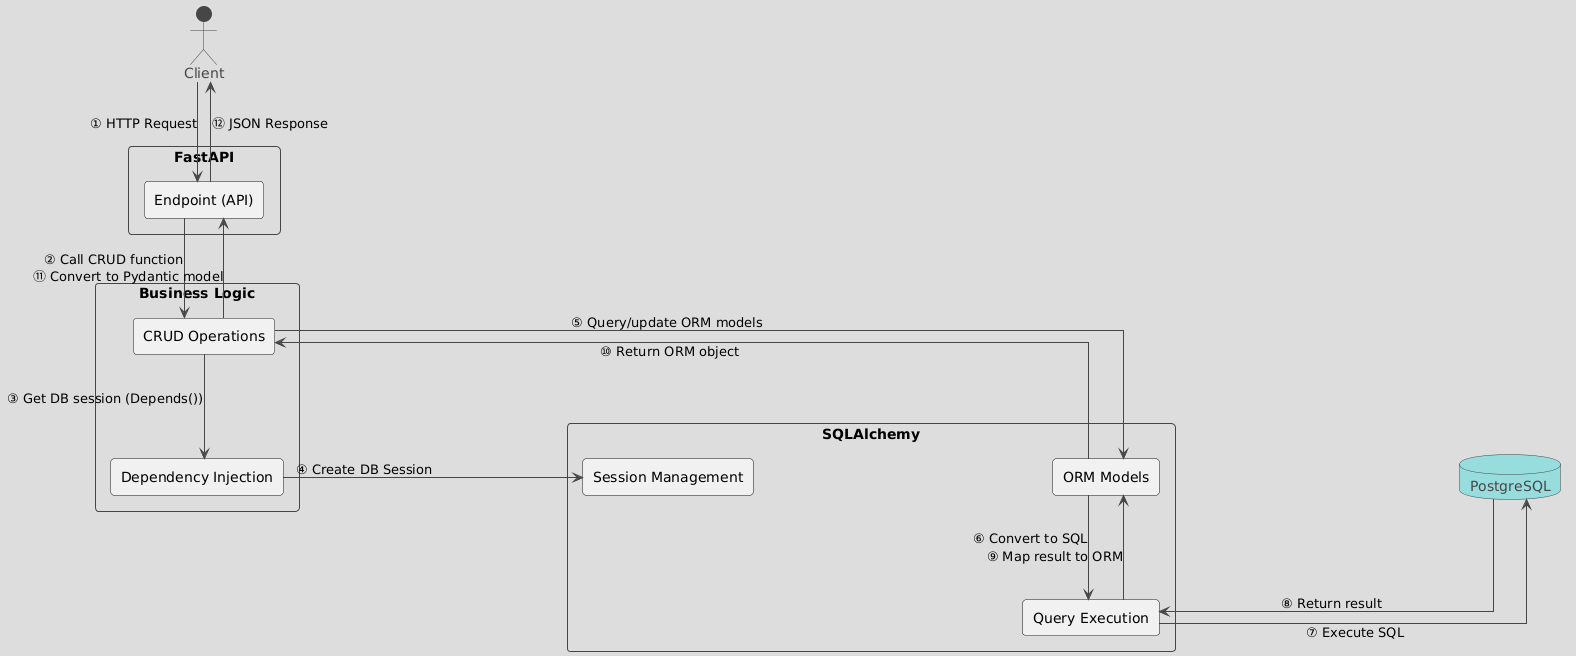 Client
① HTTP Request
⑫ JSON Response
FastAPI
Endpoint (API)
② Call CRUD function
⑪ Convert to Pydantic model
Business Logic
CRUD Operations
⑤ Query/update ORM models
⑩ Return ORM object
③ Get DB session (Depends())
SQLAlchemy
Dependency Injection
④ Create DB Session
Session Management
ORM Models
PostgreSQL
⑥ Convert to SQL
⑨ Map result to ORM
⑧ Return result
Query Execution
⑦ Execute SQL